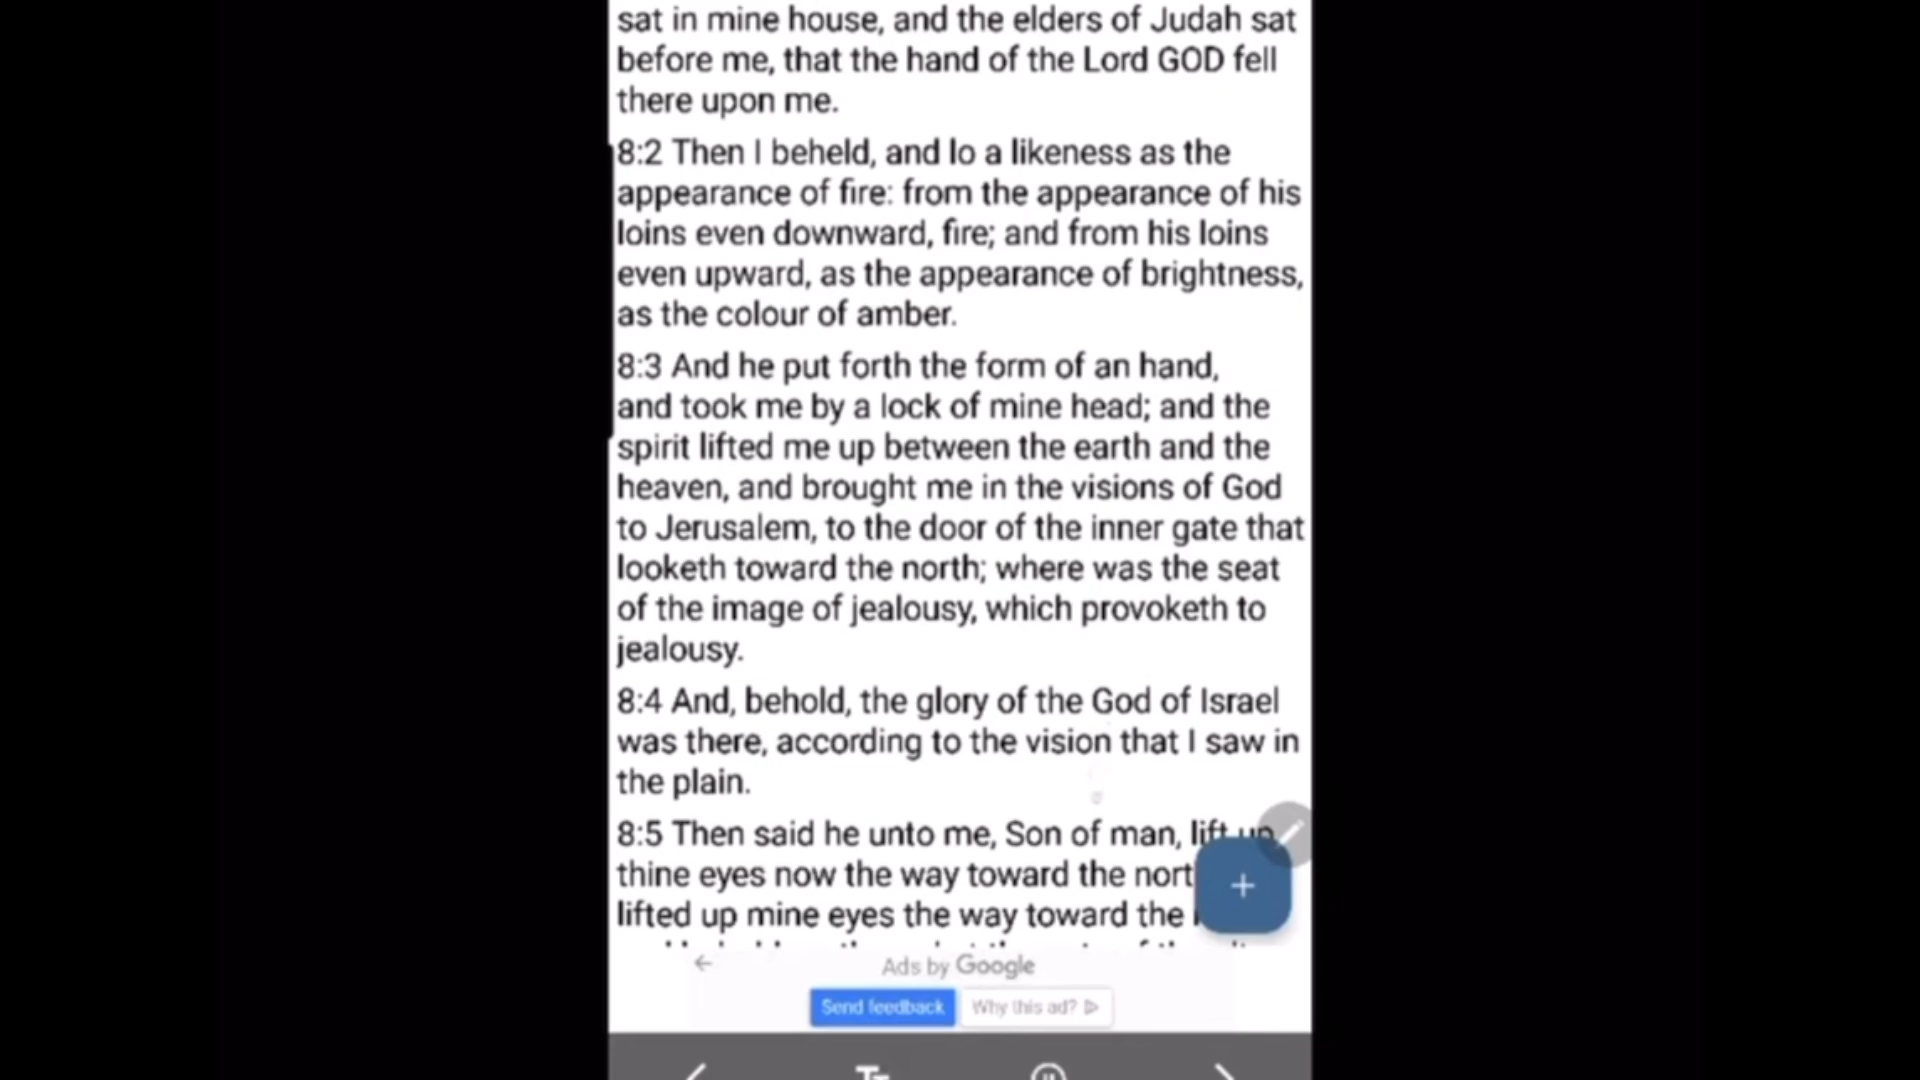 sat in mine house, and the elders of Judah sat
before me, that the hand of the Lord GOD fell
there upon me.
8:2 Then I beheld, and lo a likeness as the
appearance of fire: from the appearance of his
loins even downward, fire; and from his loins
even upward, as the appearance of brightness,
as the colour of amber.
8:3 And he put forth the form of an hand,
and took me by a lock of mine head; and the
spirit lifted me up between the earth and the
heaven, and brought me in the visions of God
to Jerusalem, to the door of the inner gate that
looketh toward the north; where was the seat
of the image of jealousy, which provoketh to
jealousy.
8:4 And, behold, the glory of the God of Israel
was there, according to the vision that I saw in
the plain.
8:5 Then said he unto me, Son of man, lift up
thine eyes now the way toward the nort
lifted up mine eyes the way toward the
Ads by Google
Send feedback
Why this ad?
Tт